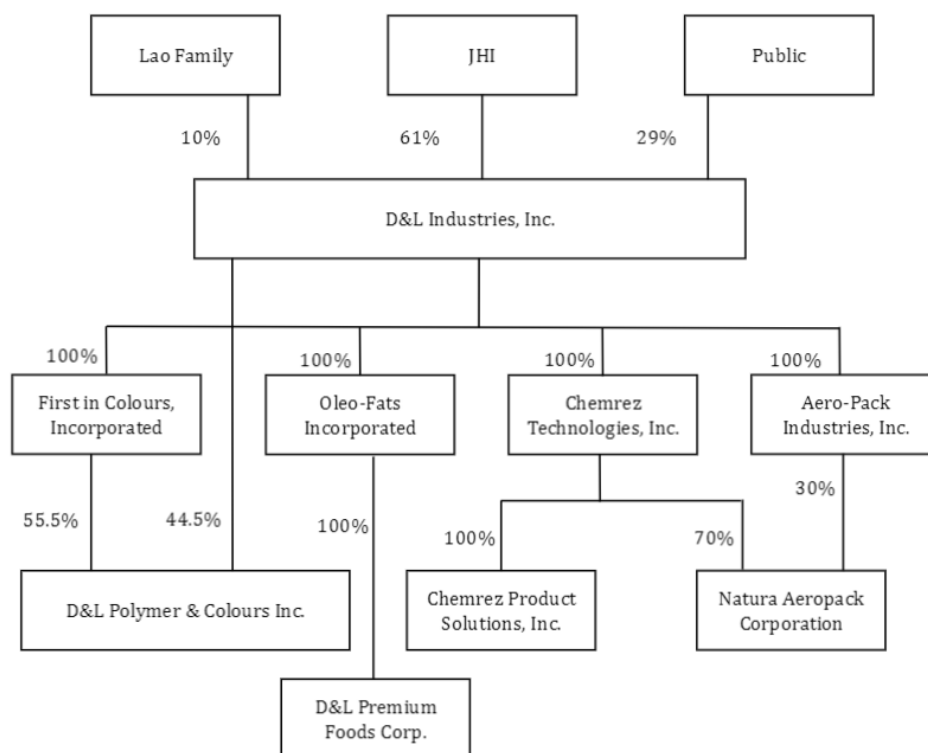 Lao Family
JHI
Public
10%
61%
29%
D&L Industries, Inc.
100%
100%
100%
100%
First in Colours,
Incorporated
Oleo-Fats
Incorporated
Chemrez
Technologies, Inc.
Aero-Pack
Industries, Inc.
55.5%
44.5%
100%
100%
70%
30%
D&L Polymer & Colours Inc.
Chemrez Product
Solutions, Inc.
Natura Aeropack
Corporation
D&L Premium
Foods Corp.